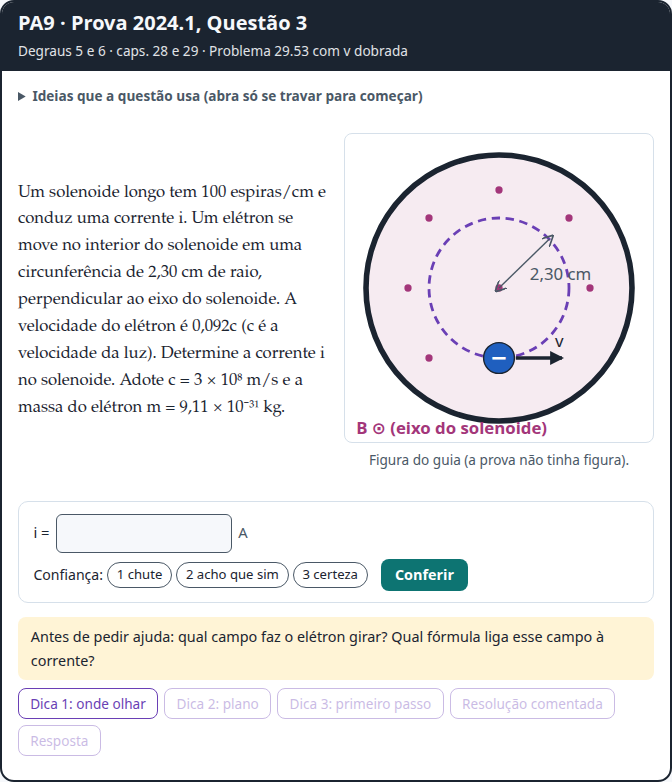 PA9 · Prova 2024.1, Questão 3
Degraus 5 e 6 · caps. 28 e 29 · Problema 29.53 com v dobrada
▶ Ideias que a questão usa (abra só se travar para começar)
Um solenoide longo tem 100 espiras/cm e
conduz uma corrente i. Um elétron se
move no interior do solenoide em uma
circunferência de 2,30 cm de raio,
perpendicular ao eixo do solenoide. A
velocidade do elétron é 0,092c (c é a
velocidade da luz). Determine a corrente i
no solenoide. Adote c = 3 × 10⁸ m/s e a
massa do elétron m = 9,11 × 10⁻³¹ kg.
2,30 cm
v
−
B ⊙ (eixo do solenoide)
Figura do guia (a prova não tinha figura).
i =
A
Confiança: 1 chute 2 acho que sim 3 certeza Conferir
Antes de pedir ajuda: qual campo faz o elétron girar? Qual fórmula liga esse campo à
corrente?
Dica 1: onde olhar Dica 2: plano Dica 3: primeiro passo Resolução comentada
Resposta